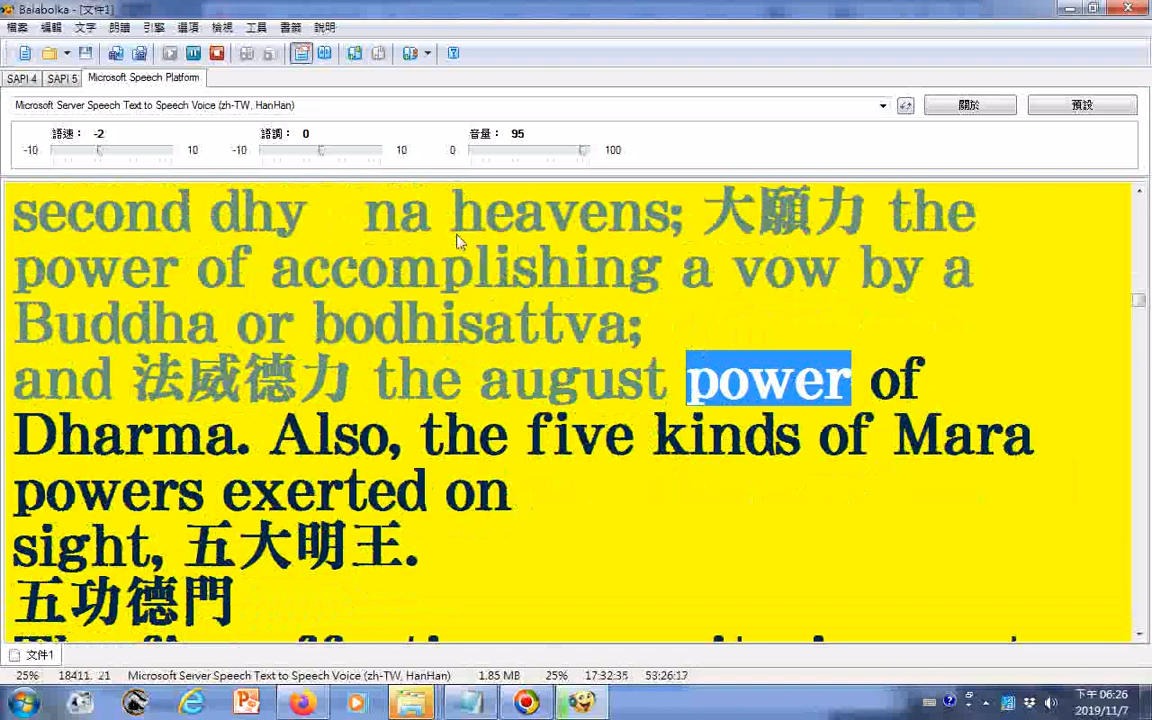 Balabolka - [文件1]
檔案 編輯 文字 朗讀 引擎 選項 檢視 工具 書籤 說明
SAPI 4 SAPI 5 Microsoft Speech Platform
Microsoft Server Speech Text to Speech Voice (zh-TW, HanHan) 關於 預設
語速： -2 語調： 0 音量： 95
-10 10 -10 10 0 100
second dhy na heavens; 大願力 the
power of accomplishing a vow by a
Buddha or bodhisattva;
and 法威德力 the august power of
Dharma. Also, the five kinds of Mara
powers exerted on
sight, 五大明王.
五功德門
文件1
25% 18411: 21 Microsoft Server Speech Text to Speech Voice (zh-TW, HanHan) 1.85 MB 25% 17:32:35 53:26:17
下午 06:26
2019/11/7